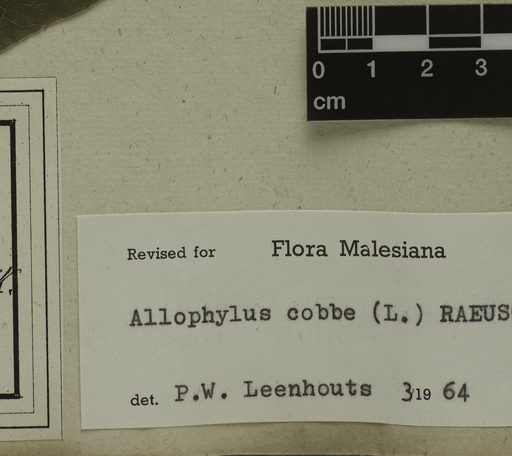 0 1 2 3
cm
Revised for Flora Malesiana
Allophylus cobbe (L.) RAEUS
det. P.W. Leenhouts 3/19 64